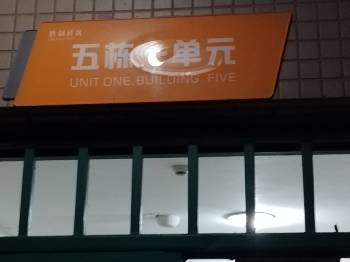 五栋 单元
UNIT ONE,BUILDING FIVE